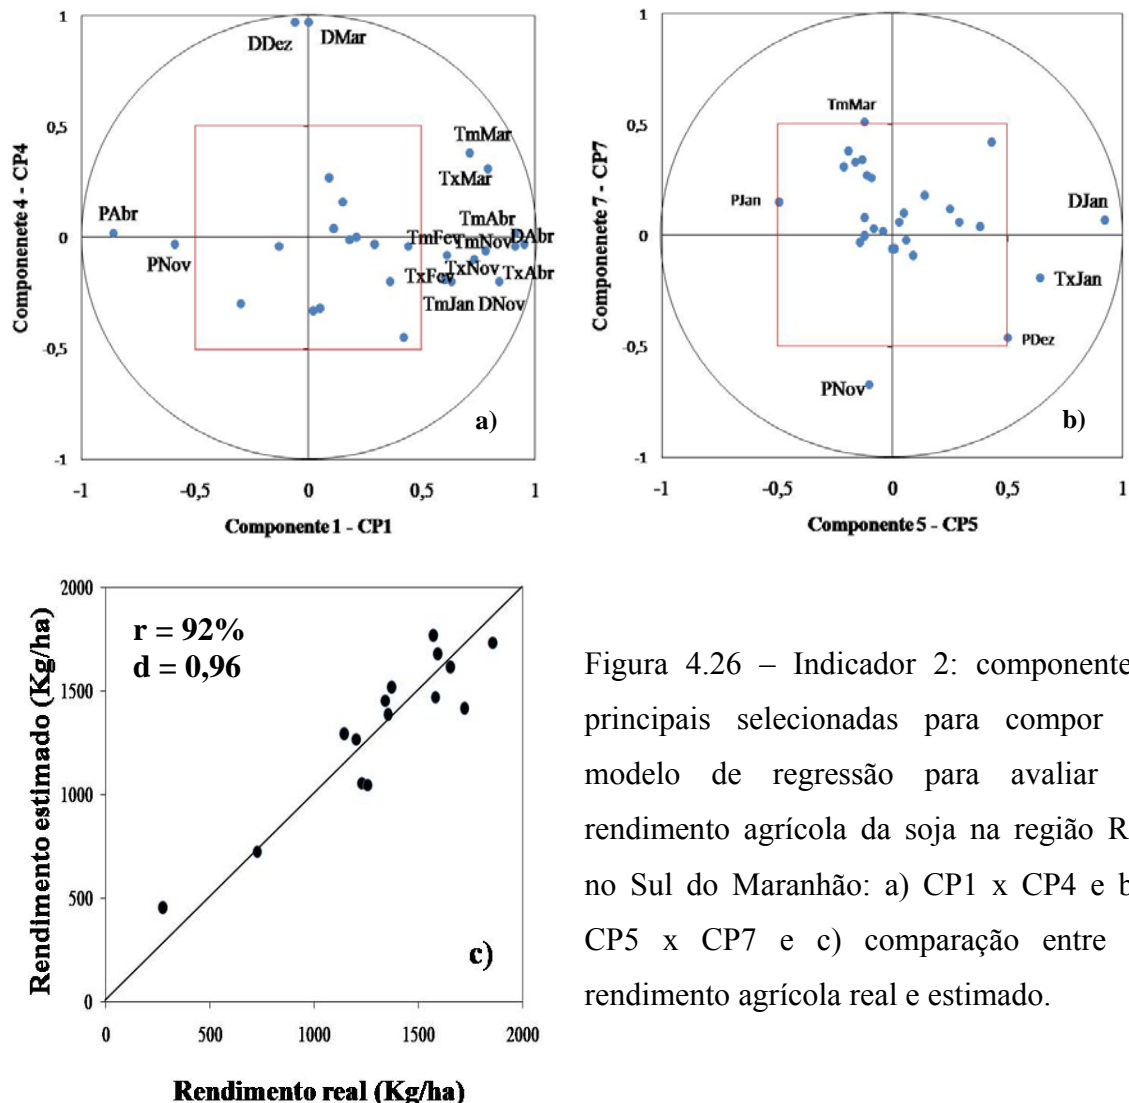 1
0,5
0
-0,5
-1
-1
-0,5
0
0,5
1
Componenete 4 - CP4
Componente 1 - CP1
DDez
DMar
TmMar
TxMar
PAbr
PNov
TmAbr
TmFev
TmNov
DAbr
TxFev
TxNov
TxAbr
TmJan DNov
a)
1
0,5
0
-0,5
-1
-1
-0,5
0
0,5
1
Componenete 7 - CP7
Componente 5 - CP5
TmMar
PJan
DJan
TxJan
PDez
PNov
b)
2000
1500
1000
500
0
0
500
1000
1500
2000
Rendimento estimado (Kg/ha)
Rendimento real (Kg/ha)
r = 92%
d = 0,96
c)
Figura 4.26 – Indicador 2: componente
principais selecionadas para compor
modelo de regressão para avaliar
rendimento agrícola da soja na região R
no Sul do Maranhão: a) CP1 x CP4 e b
CP5 x CP7 e c) comparação entre
rendimento agrícola real e estimado.